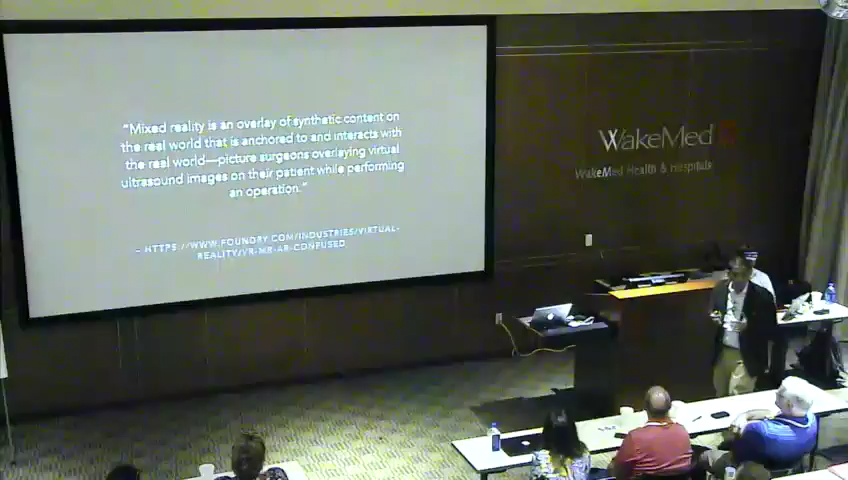 "Mixed reality is an overlay of synthetic content on
the real world that is anchored to and interacts with
the real world—picture surgeons overlaying virtual
ultrasound images on their patient while performing
an operation."
– HTTPS://WWW.FOUNDRY.COM/INDUSTRIES/VIRTUAL-
REALITY/VR-MR-AR-CONFUSED
WakeMed
WakeMed Health & Hospitals